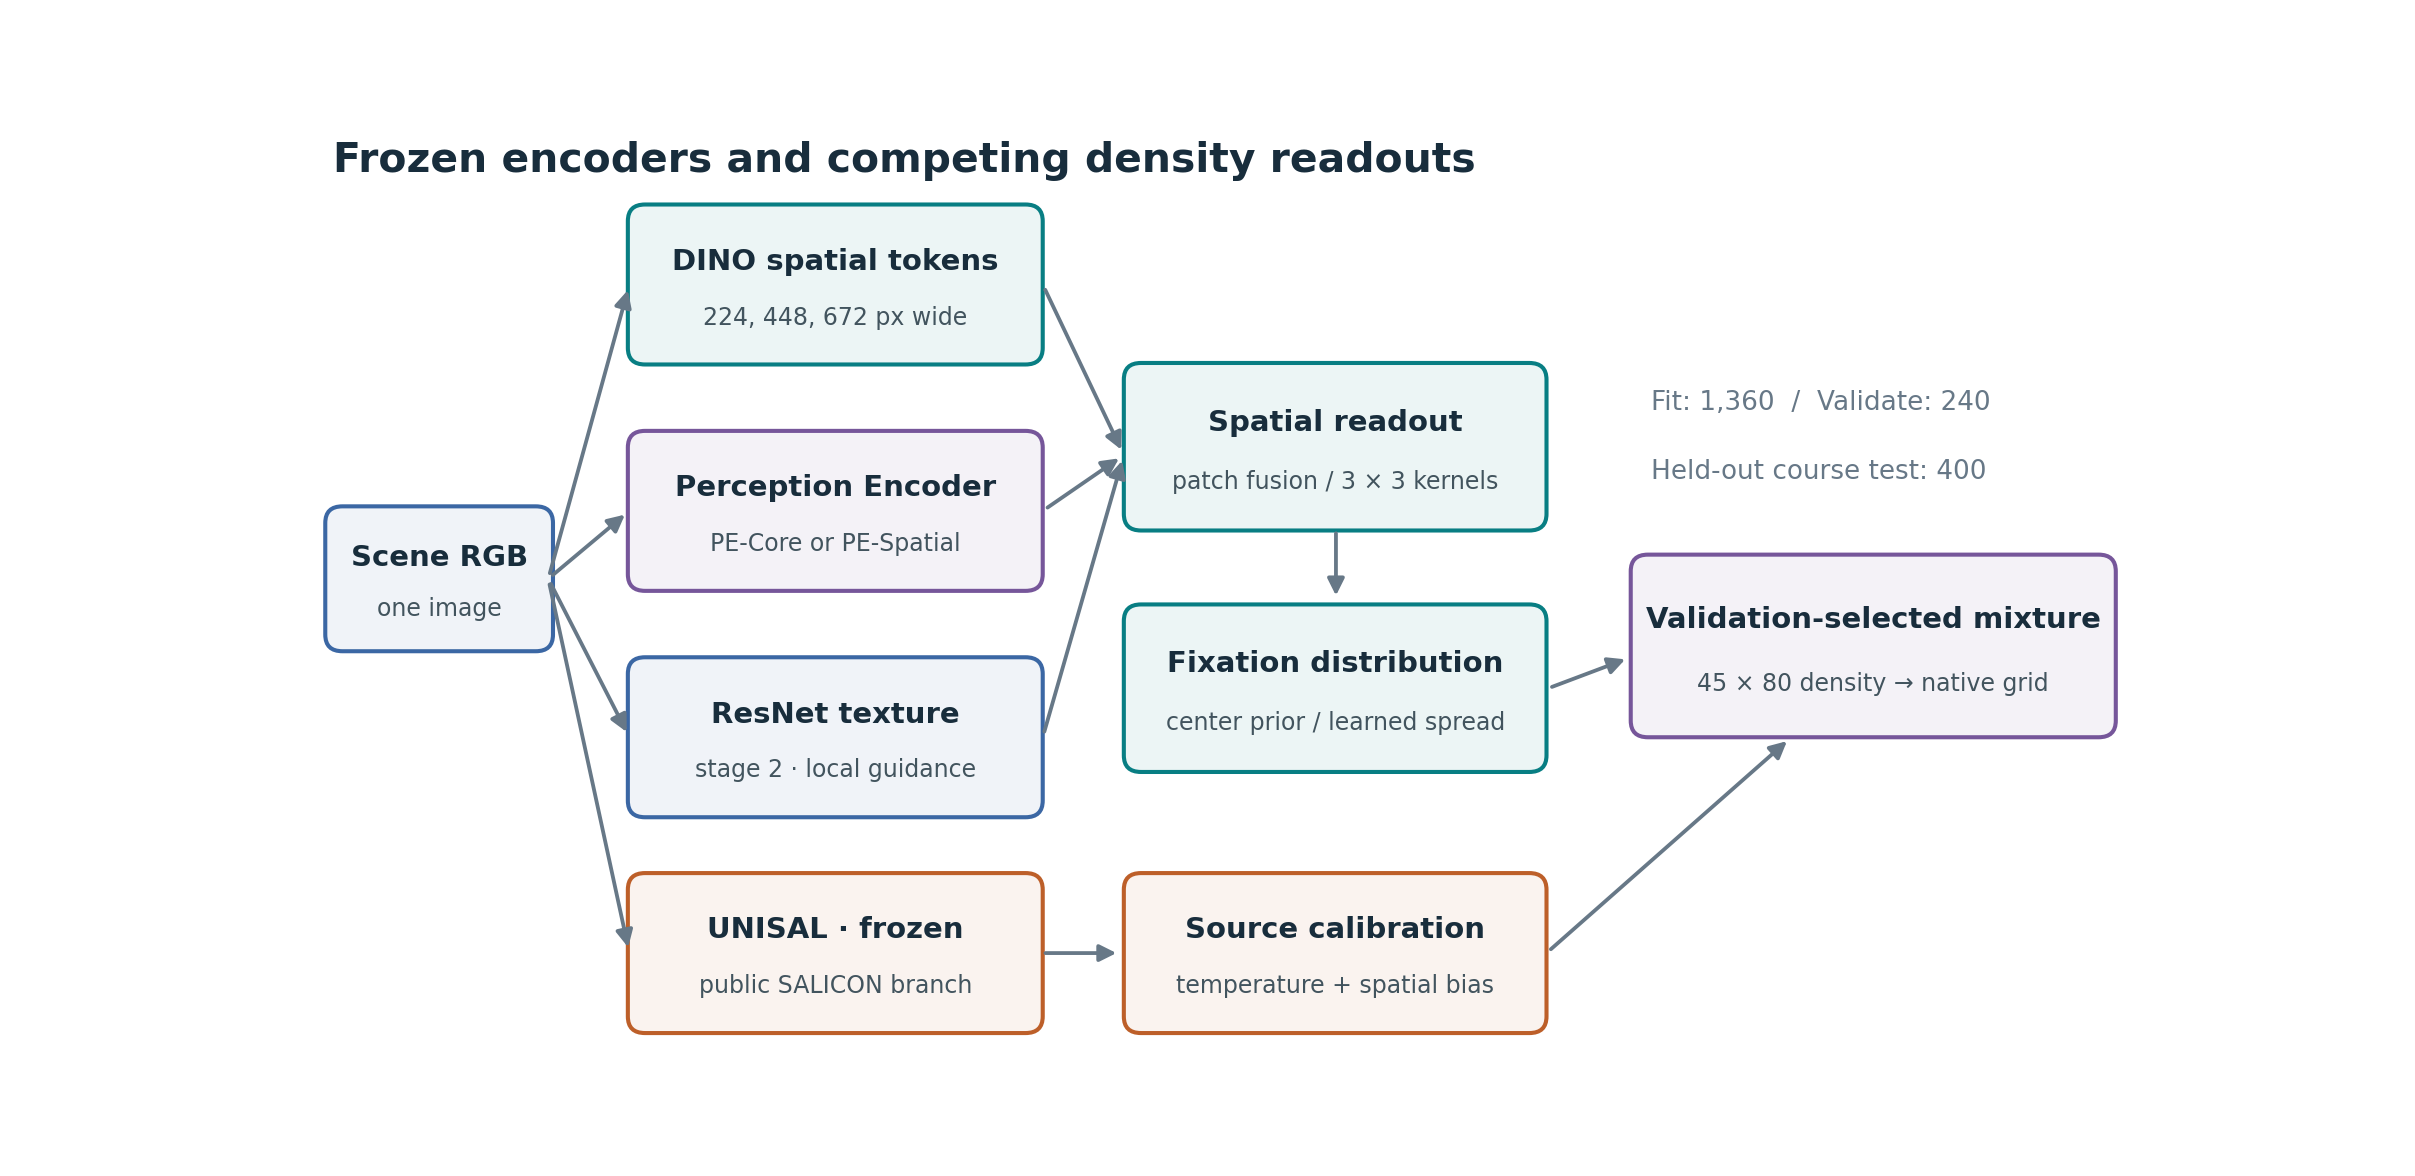 Frozen encoders and competing density readouts
Scene RGB
one image
DINO spatial tokens
224, 448, 672 px wide
Perception Encoder
PE-Core or PE-Spatial
ResNet texture
stage 2 · local guidance
UNISAL · frozen
public SALICON branch
Spatial readout
patch fusion / 3 × 3 kernels
Fixation distribution
center prior / learned spread
Source calibration
temperature + spatial bias
Fit: 1,360 / Validate: 240
Held-out course test: 400
Validation-selected mixture
45 × 80 density → native grid